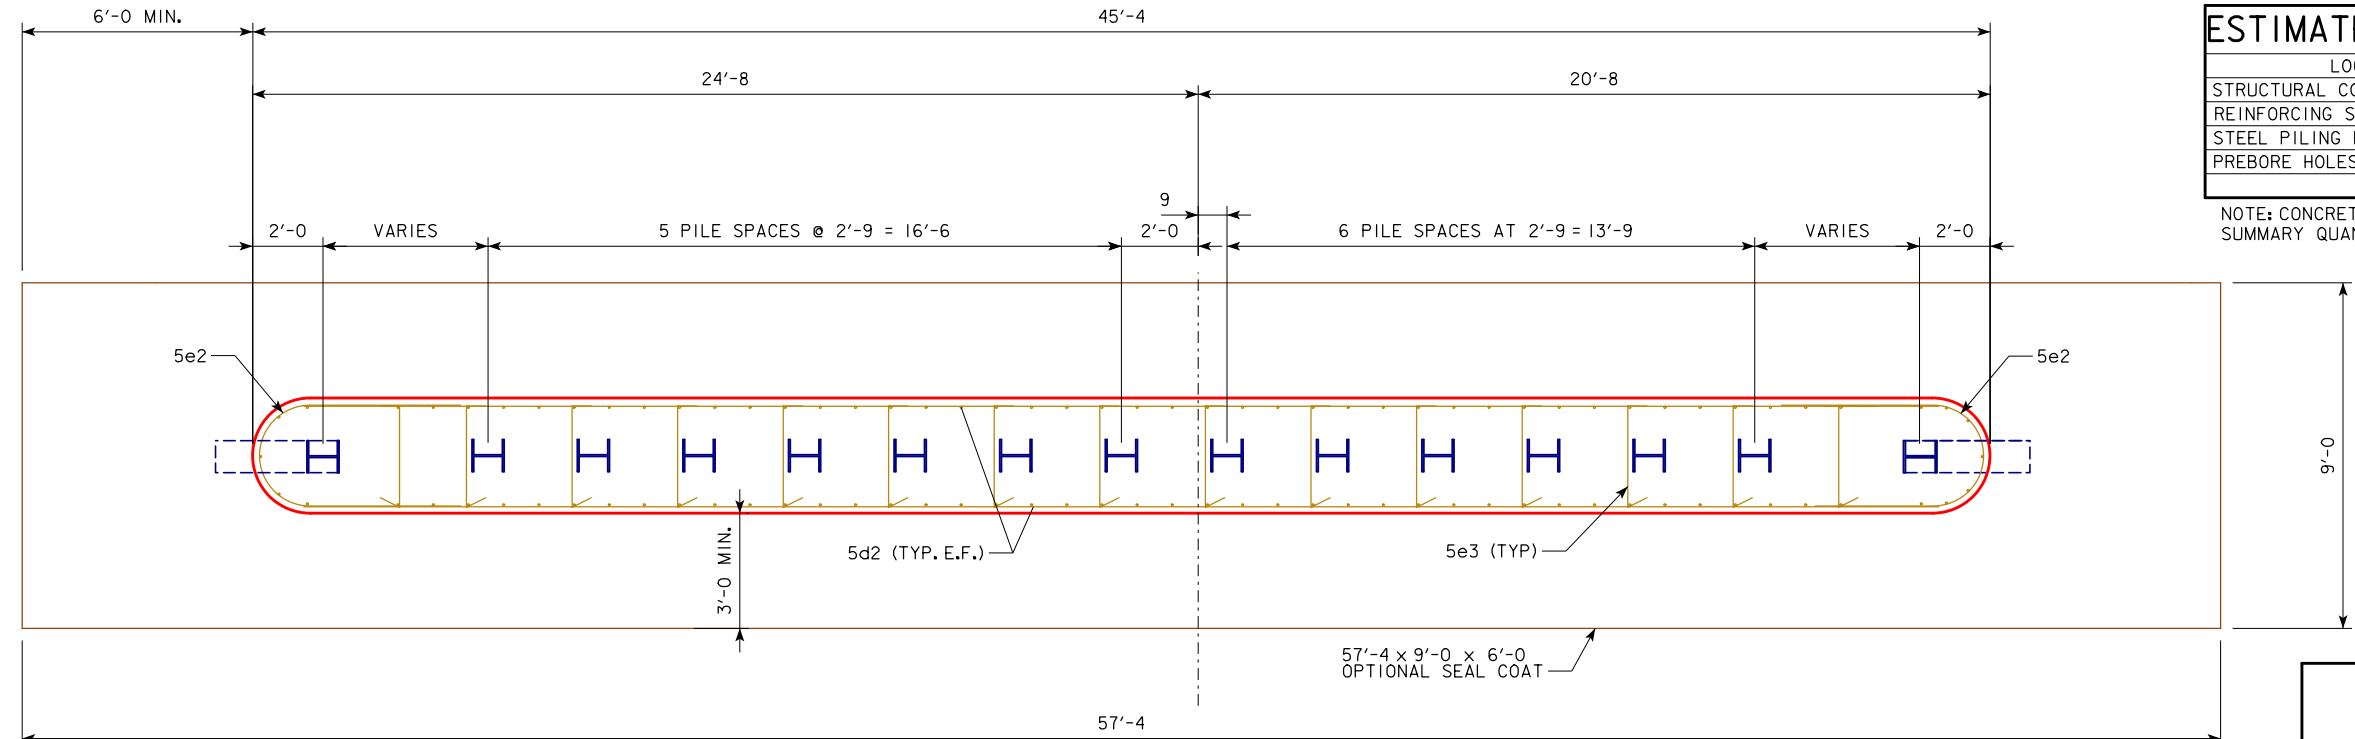 6'-0 MIN.
45'-4
24'-8
20'-8
9
2'-0
VARIES
5 PILE SPACES @ 2'-9 = 16'-6
2'-0
6 PILE SPACES AT 2'-9 = 13'-9
VARIES
2'-0
5e2
5e2
9'-0
3'-0 MIN.
5d2 (TYP. E.F.)
5e3 (TYP)
57'-4 x 9'-0 x 6'-0
OPTIONAL SEAL COAT
57'-4
ESTIMAT
LO
STRUCTURAL CO
REINFORCING S
STEEL PILING
PREBORE HOLES
NOTE: CONCRET
SUMMARY QUA